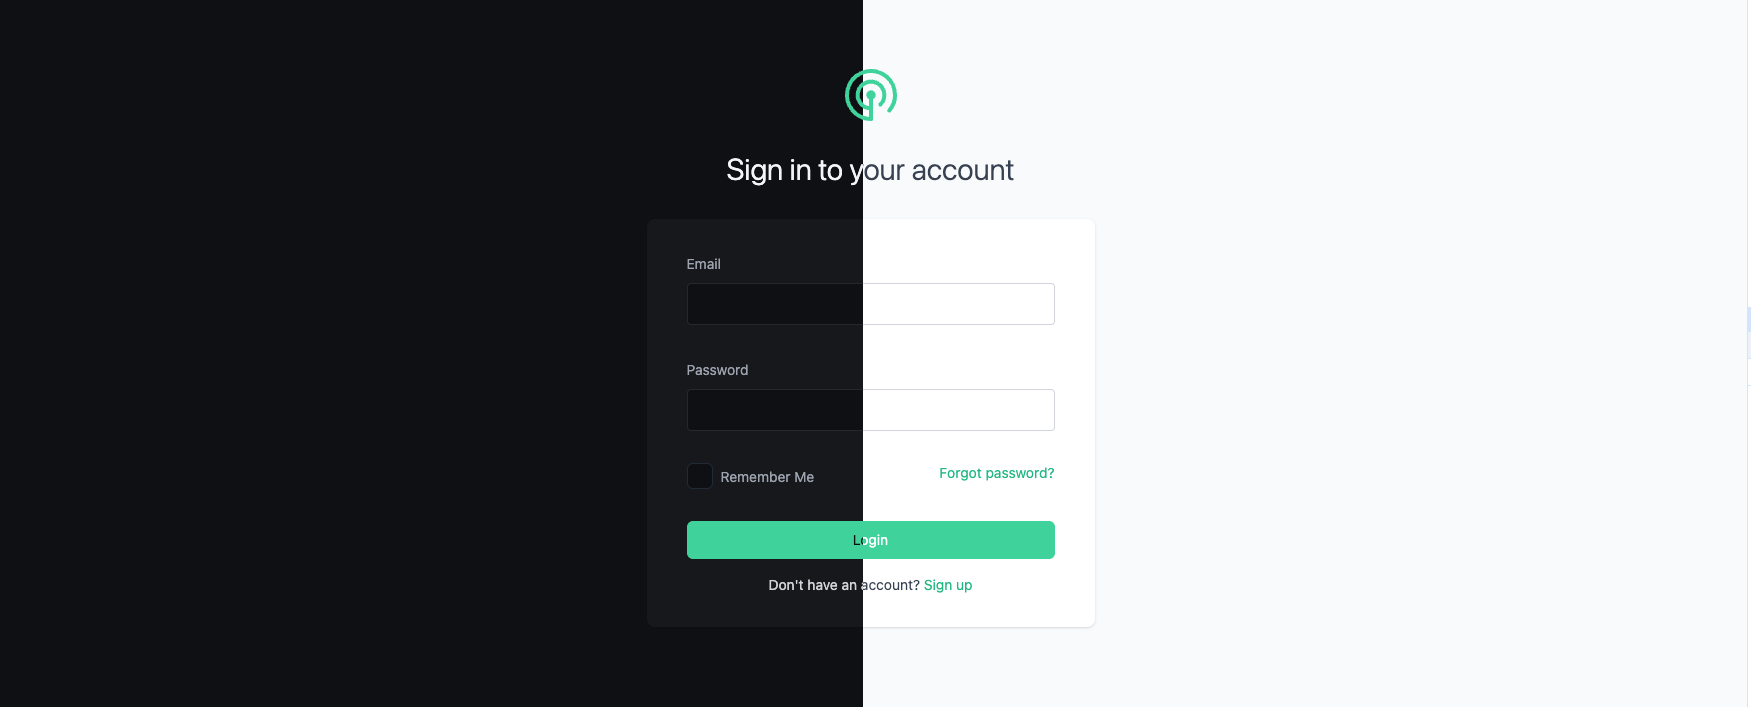 Sign in to your account
Email
Password
Remember Me
Forgot password?
Login
Don't have an account? Sign up